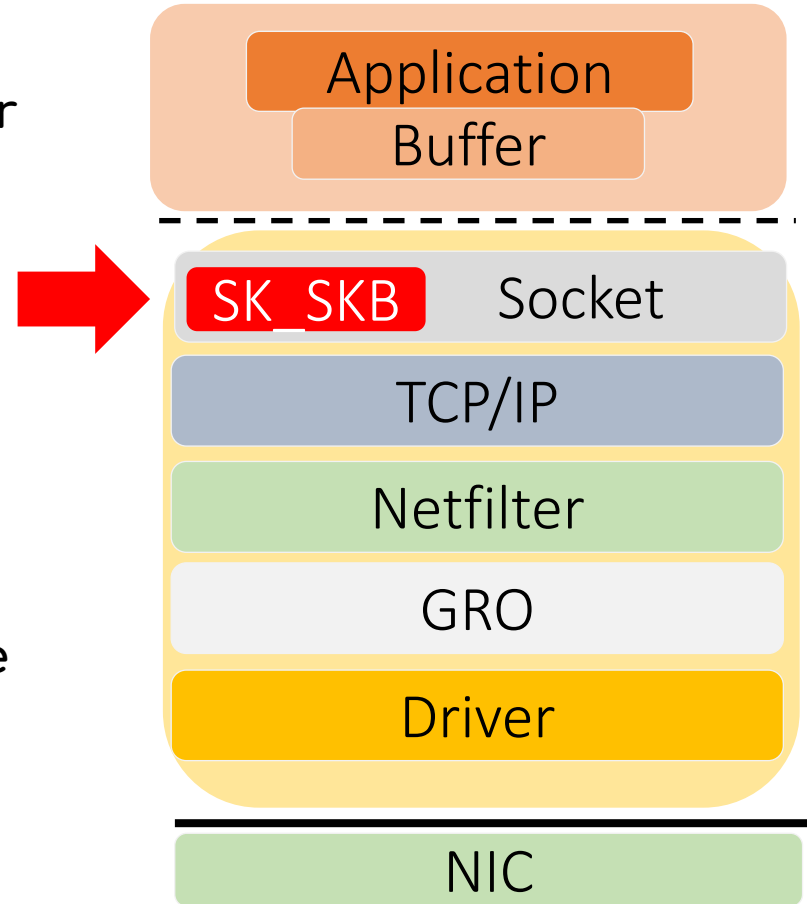 Application
r
Buffer
SK_SKB Socket
TCP/IP
Netfilter
GRO
e
Driver
NIC